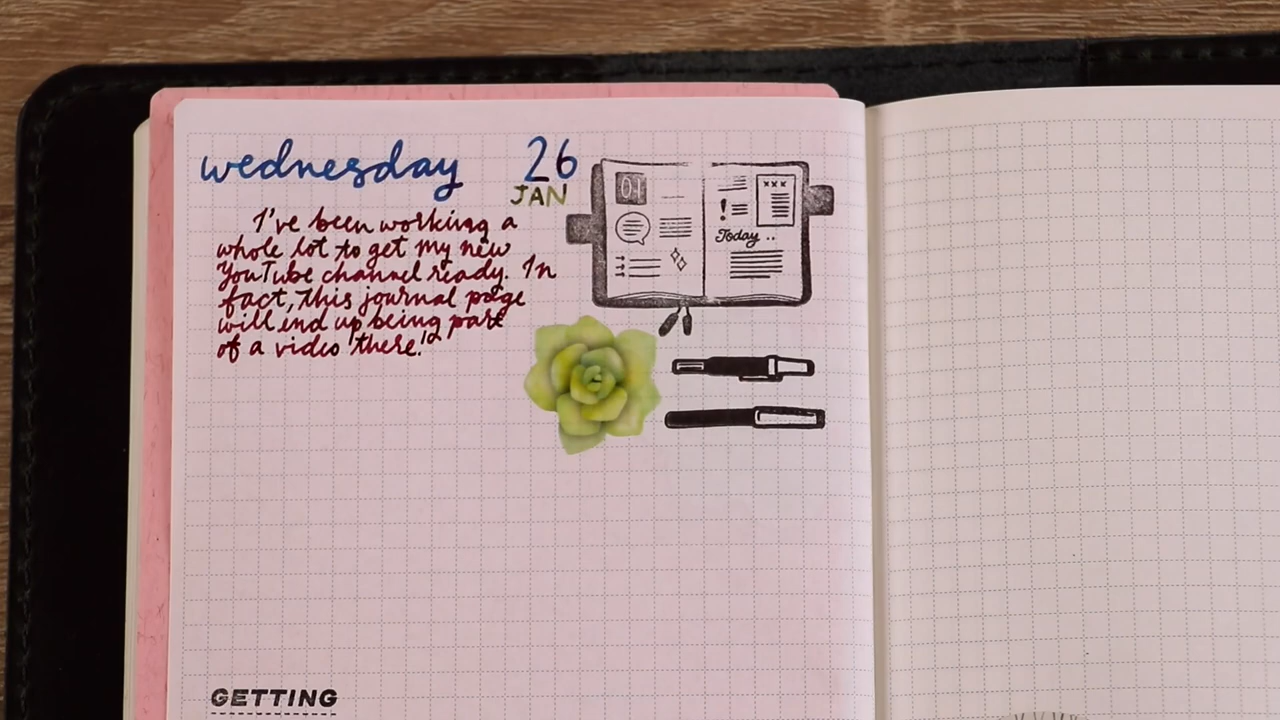 wednesday
26
JAN
I've been working a
whole lot to get my new
YouTube channel ready. In
fact, this journal page
will end up being part
of a video there!
01
Today ..
GETTING